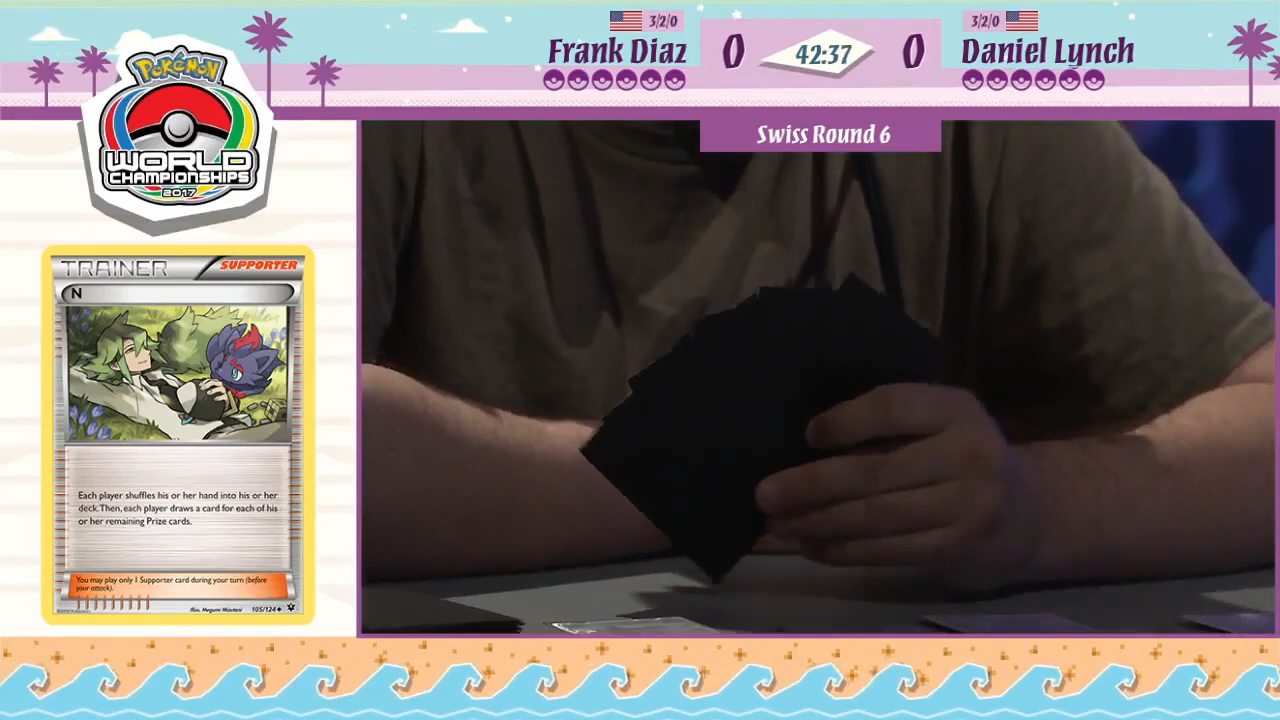 3/2/0
Frank Diaz
0
42:37
0
3/2/0
Daniel Lynch
Swiss Round 6
POKéMON
WORLD
CHAMPIONSHIPS
2017
TRAINER
SUPPORTER
N
Each player shuffles his or her hand into his or her
deck.Then, each player draws a card for each of his
or her remaining Prize cards.
You may play only 1 Supporter card during your turn (before
your attack).
Illus. Megumi Mizutani
105/124